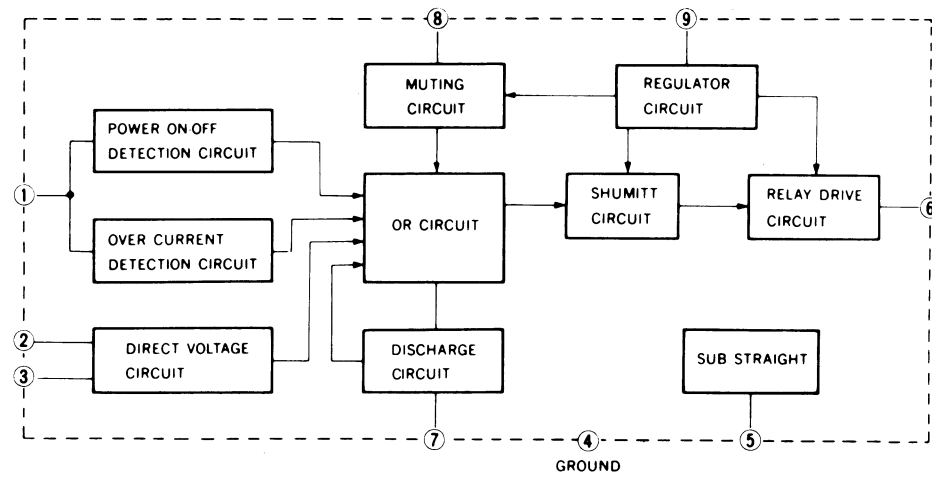 8
9
MUTING
CIRCUIT
REGULATOR
CIRCUIT
POWER ON-OFF
DETECTION CIRCUIT
1
OR CIRCUIT
SHUMITT
CIRCUIT
RELAY DRIVE
CIRCUIT
6
OVER CURRENT
DETECTION CIRCUIT
2
3
DIRECT VOLTAGE
CIRCUIT
DISCHARGE
CIRCUIT
SUB STRAIGHT
7
4
5
GROUND